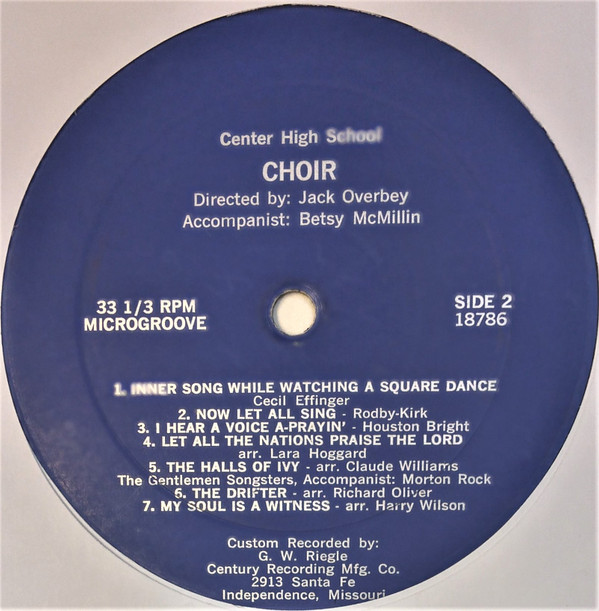 Center High School
CHOIR
Directed by: Jack Overbey
Accompanist: Betsy McMillin
33 1/3 RPM
MICROGROOVE
SIDE 2
18786
1. INNER SONG WHILE WATCHING A SQUARE DANCE
Cecil Effinger
2. NOW LET ALL SING - Rodby-Kirk
3. I HEAR A VOICE A-PRAYIN' - Houston Bright
4. LET ALL THE NATIONS PRAISE THE LORD
arr. Lara Hoggard
5. THE HALLS OF IVY - arr. Claude Williams
The Gentlemen Songsters, Accompanist: Morton Rock
6. THE DRIFTER - arr. Richard Oliver
7. MY SOUL IS A WITNESS - arr. Harry Wilson
Custom Recorded by:
G. W. Riegle
Century Recording Mfg. Co.
2913 Santa Fe
Independence, Missouri